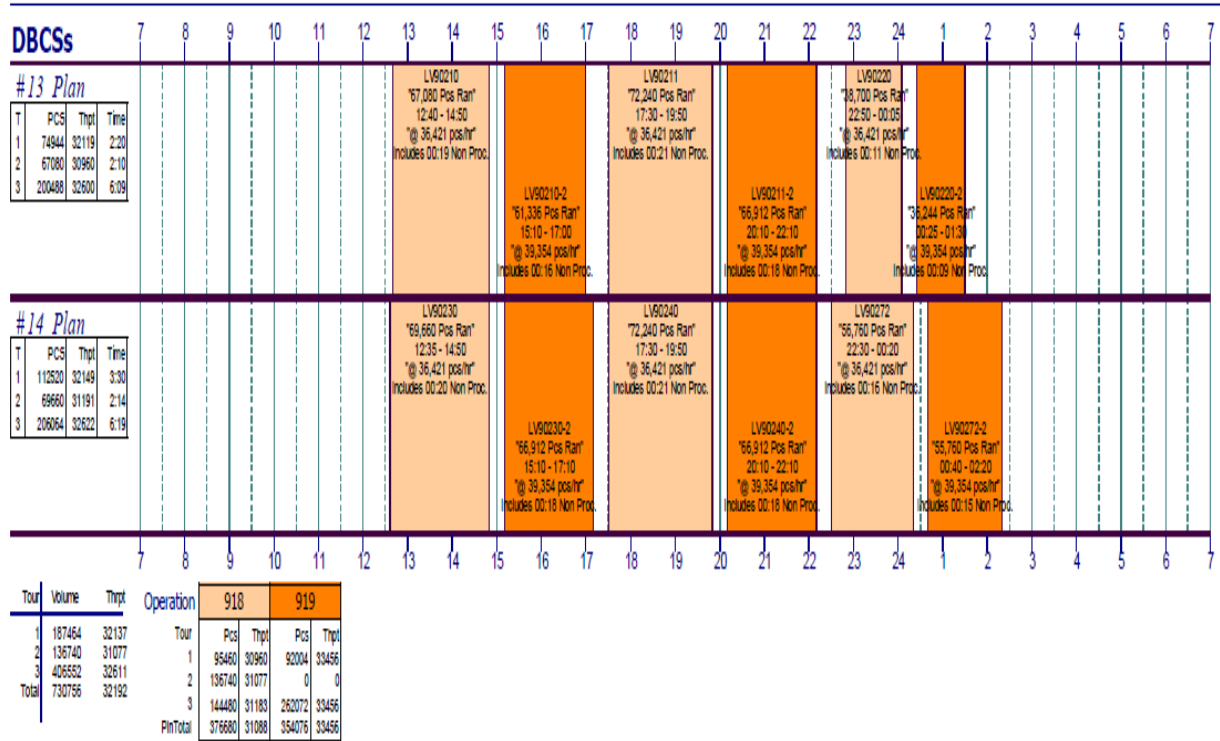 7 8 9 10 11 12 13 14 15 16 17 18 19 20 21 22 23 24 1 2 3 4 5 6 7
DBCSs
#13 Plan
T PCS Thpt Time
1 74944 32119 2:20
2 67080 30960 2:10
3 200488 32600 6:09
LV90210
"67,080 Pcs Ran"
12:40 - 14:50
"@ 36,421 pcs/hr"
Includes 00:19 Non Proc.
LV90210-2
"61,336 Pcs Ran"
15:10 - 17:00
"@ 39,354 pcs/hr"
Includes 00:16 Non Proc.
LV90211
"72,240 Pcs Ran"
17:30 - 19:50
"@ 36,421 pcs/hr"
Includes 00:21 Non Proc.
LV90211-2
"66,912 Pcs Ran"
20:10 - 22:10
"@ 39,354 pcs/hr"
Includes 00:18 Non Proc.
LV90220
"38,700 Pcs Ran"
22:50 - 00:05
"@ 36,421 pcs/hr"
Includes 00:11 Non Proc.
LV90220-2
"36,244 Pcs Ran"
00:25 - 01:30
"@ 39,354 pcs/hr"
Includes 00:09 Non Proc.
#14 Plan
T PCS Thpt Time
1 112520 32149 3:30
2 69660 31191 2:14
3 206064 32622 6:19
LV90230
"69,660 Pcs Ran"
12:35 - 14:50
"@ 36,421 pcs/hr"
Includes 00:20 Non Proc.
LV90230-2
"66,912 Pcs Ran"
15:10 - 17:10
"@ 39,354 pcs/hr"
Includes 00:18 Non Proc.
LV90240
"72,240 Pcs Ran"
17:30 - 19:50
"@ 36,421 pcs/hr"
Includes 00:21 Non Proc.
LV90240-2
"66,912 Pcs Ran"
20:10 - 22:10
"@ 39,354 pcs/hr"
Includes 00:18 Non Proc.
LV90272
"56,760 Pcs Ran"
22:30 - 00:20
"@ 36,421 pcs/hr"
Includes 00:16 Non Proc.
LV90272-2
"55,760 Pcs Ran"
00:40 - 02:20
"@ 39,354 pcs/hr"
Includes 00:15 Non Proc.
7 8 9 10 11 12 13 14 15 16 17 18 19 20 21 22 23 24 1 2 3 4 5 6 7
Tour Volume Thrpt
1 187464 32137
2 136740 31077
3 406552 32611
Total 730756 32192
Operation 918 919
Tour Pcs Thpt Pcs Thpt
1 95460 30960 92004 33456
2 136740 31077 0 0
3 144480 31183 262072 33456
PlnTotal 376680 31088 354076 33456